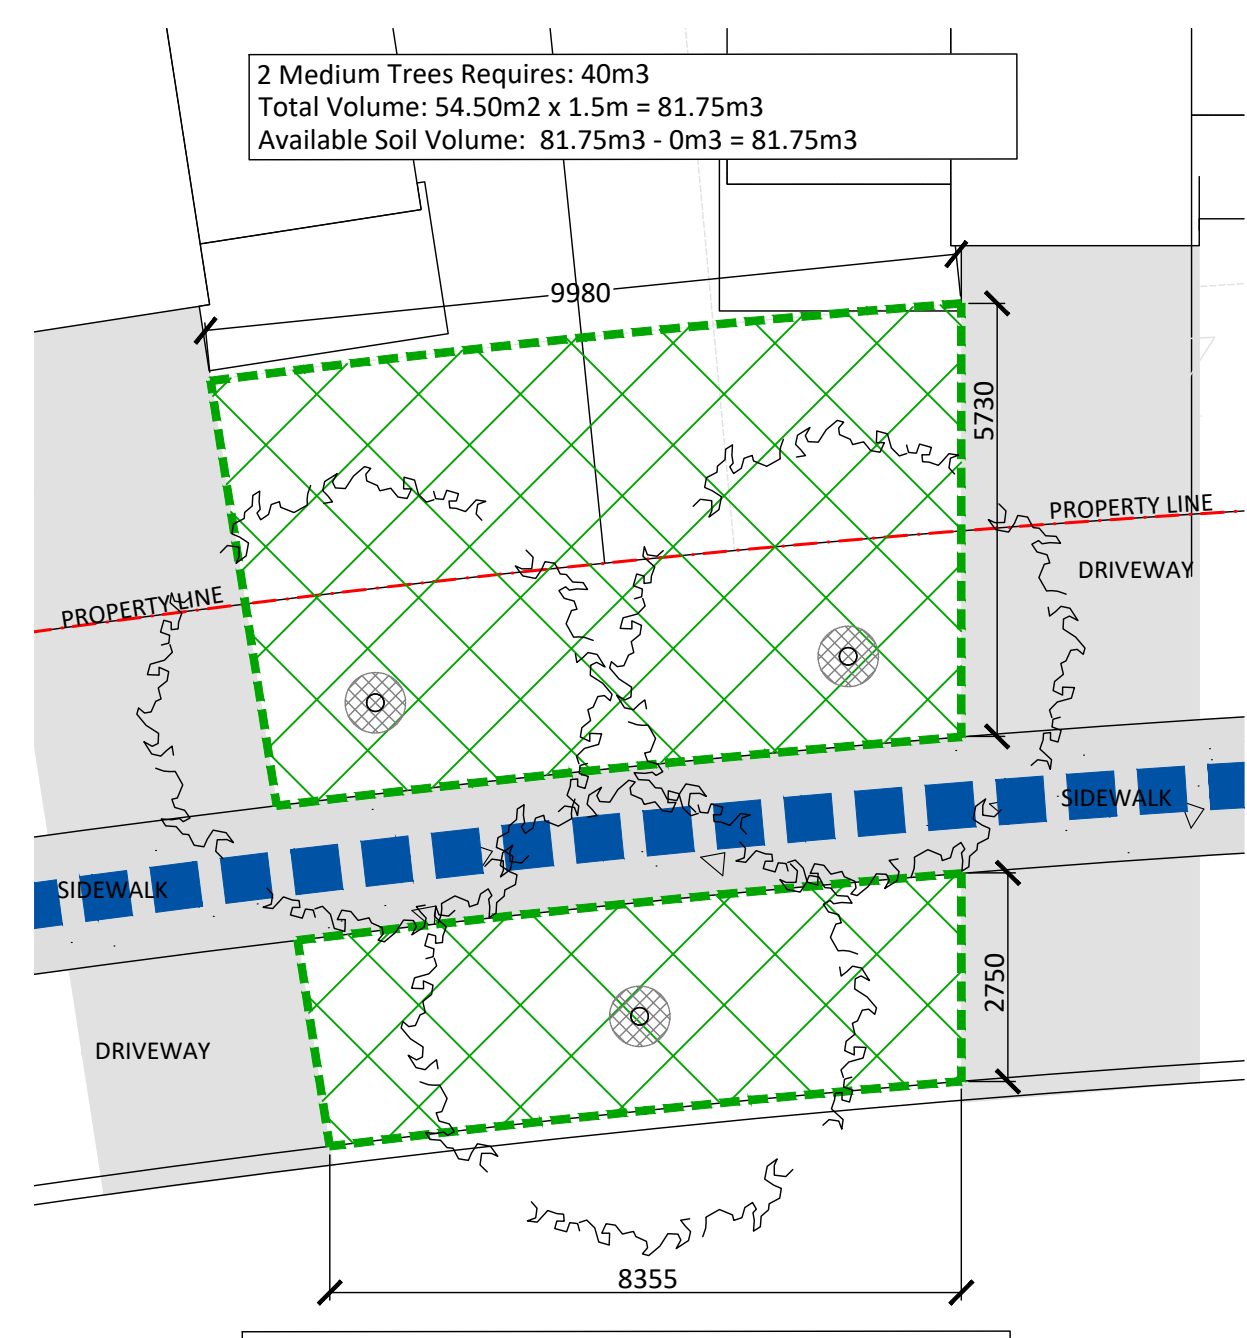 2 Medium Trees Requires: 40m3
Total Volume: 54.50m2 x 1.5m = 81.75m3
Available Soil Volume:  81.75m3 - 0m3 = 81.75m3
9980
5730
PROPERTY LINE
DRIVEWAY
PROPERTY LINE
SIDEWALK
SIDEWALK
2750
DRIVEWAY
8355